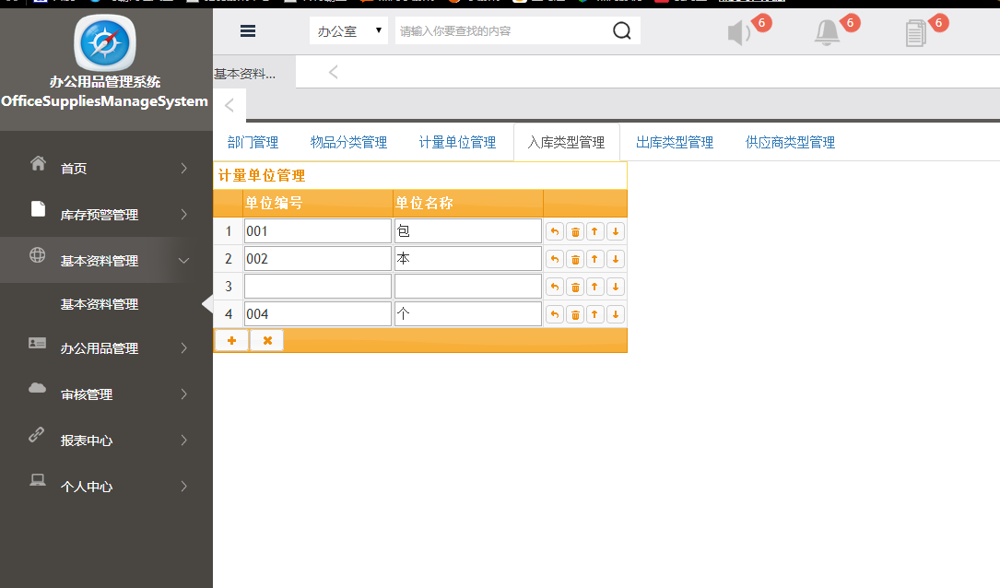 办公用品管理系统
OfficeSuppliesManageSystem
首页
库存预警管理
基本资料管理
基本资料管理
办公用品管理
审核管理
报表中心
个人中心
办公室
请输入你要查找的内容
6
6
6
基本资料...
部门管理 物品分类管理 计量单位管理 入库类型管理 出库类型管理 供应商类型管理
计量单位管理
单位编号 单位名称
1 001 包
2 002 本
3
4 004 个